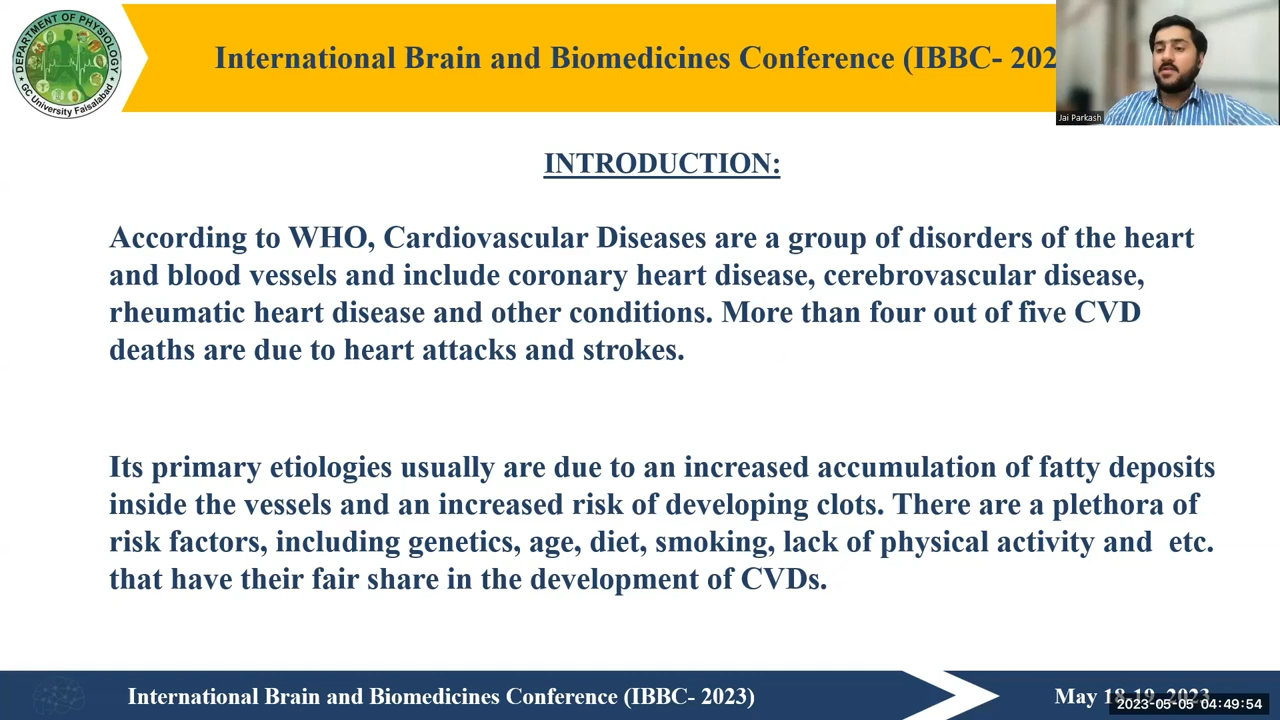 DEPARTMENT OF PHYSIOLOGY
GC University Faisalabad
International Brain and Biomedicines Conference (IBBC- 202
Jai Parkash
INTRODUCTION:
According to WHO, Cardiovascular Diseases are a group of disorders of the heart
and blood vessels and include coronary heart disease, cerebrovascular disease,
rheumatic heart disease and other conditions. More than four out of five CVD
deaths are due to heart attacks and strokes.
Its primary etiologies usually are due to an increased accumulation of fatty deposits
inside the vessels and an increased risk of developing clots. There are a plethora of
risk factors, including genetics, age, diet, smoking, lack of physical activity and  etc.
that have their fair share in the development of CVDs.
International Brain and Biomedicines Conference (IBBC- 2023)
May 18-19, 2023
2023-05-05 04:49:54